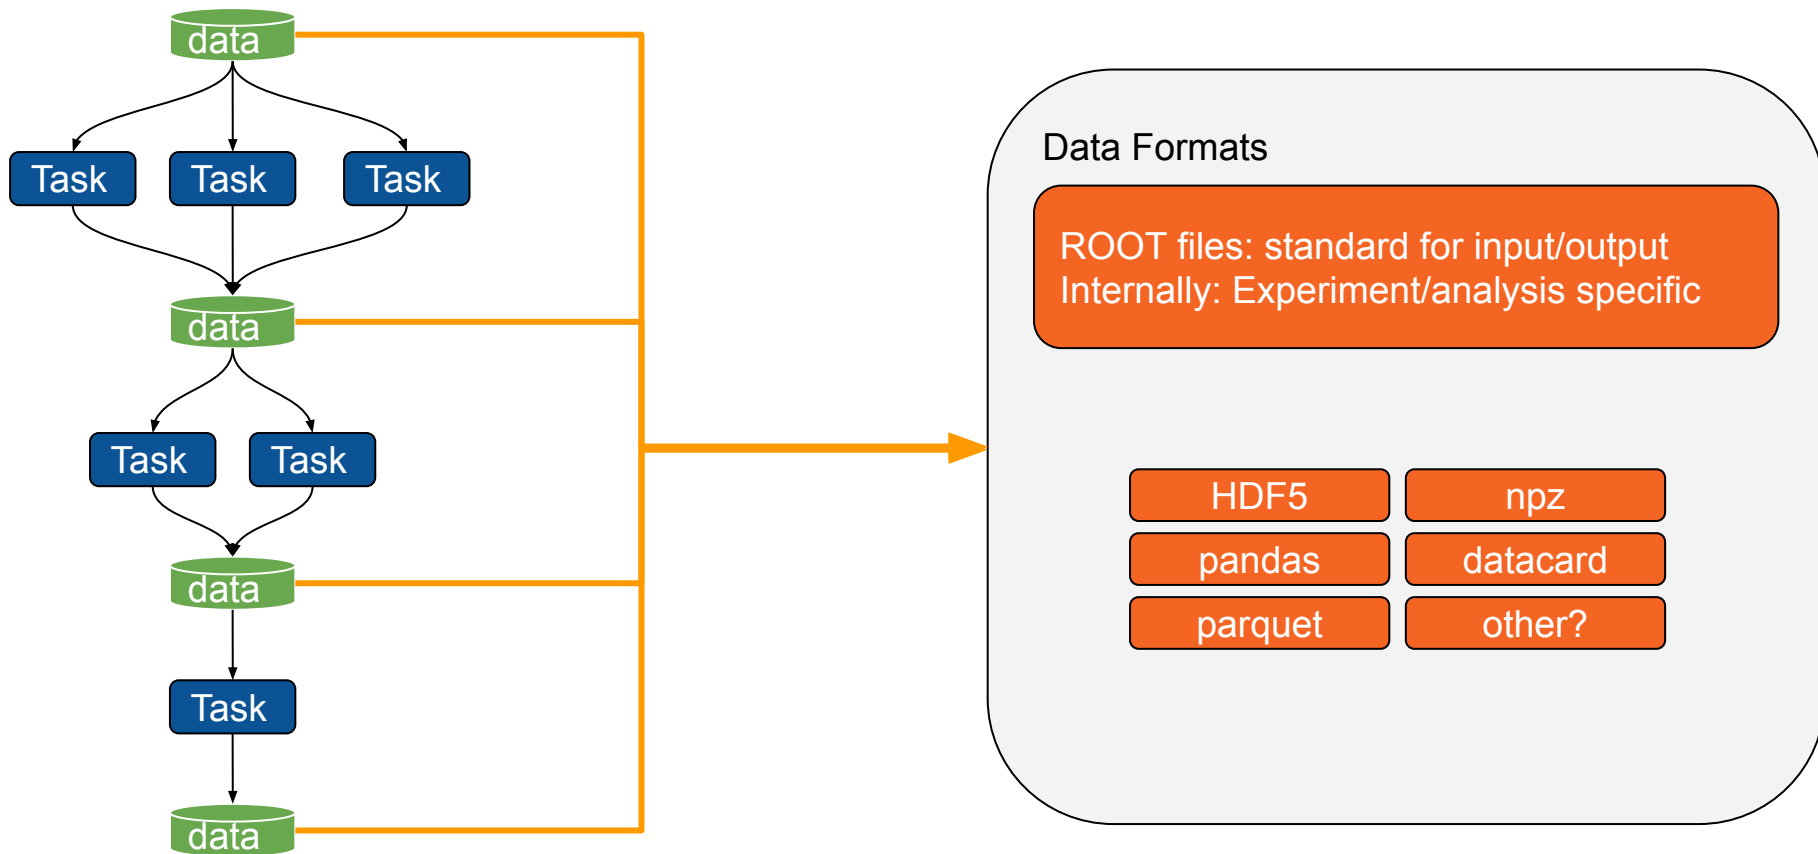 data
Task
Task
Task
data
Task
Task
data
Task
data
Data Formats
ROOT files: standard for input/output
Internally: Experiment/analysis specific
HDF5
npz
pandas
datacard
parquet
other?